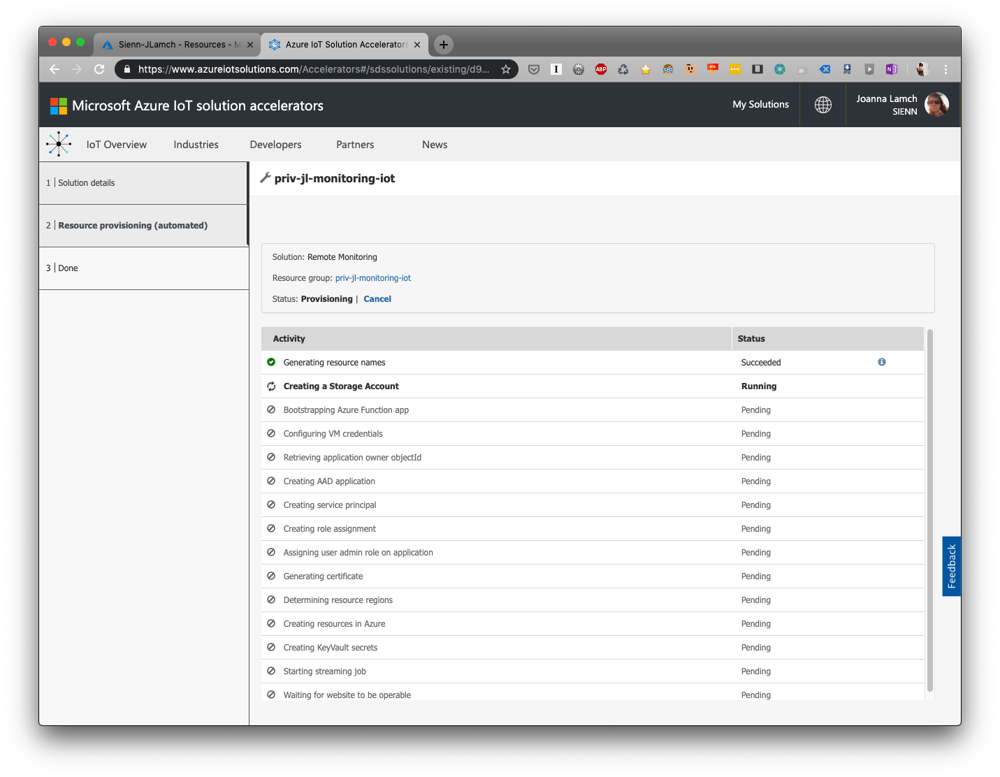 Sienn-JLamch - Resources - M
Azure IoT Solution Accelerators
https://www.azureiotsolutions.com/Accelerators#/sdssolutions/existing/d9...
Microsoft Azure IoT solution accelerators
My Solutions
Joanna Lamch
SIENN
IoT Overview
Industries
Developers
Partners
News
1 | Solution details
2 | Resource provisioning (automated)
3 | Done
priv-jl-monitoring-iot
Solution: Remote Monitoring
Resource group: priv-jl-monitoring-iot
Status: Provisioning | Cancel
Activity Status
Generating resource names Succeeded
Creating a Storage Account Running
Bootstrapping Azure Function app Pending
Configuring VM credentials Pending
Retrieving application owner objectId Pending
Creating AAD application Pending
Creating service principal Pending
Creating role assignment Pending
Assigning user admin role on application Pending
Generating certificate Pending
Determining resource regions Pending
Creating resources in Azure Pending
Creating KeyVault secrets Pending
Starting streaming job Pending
Waiting for website to be operable Pending
Feedback